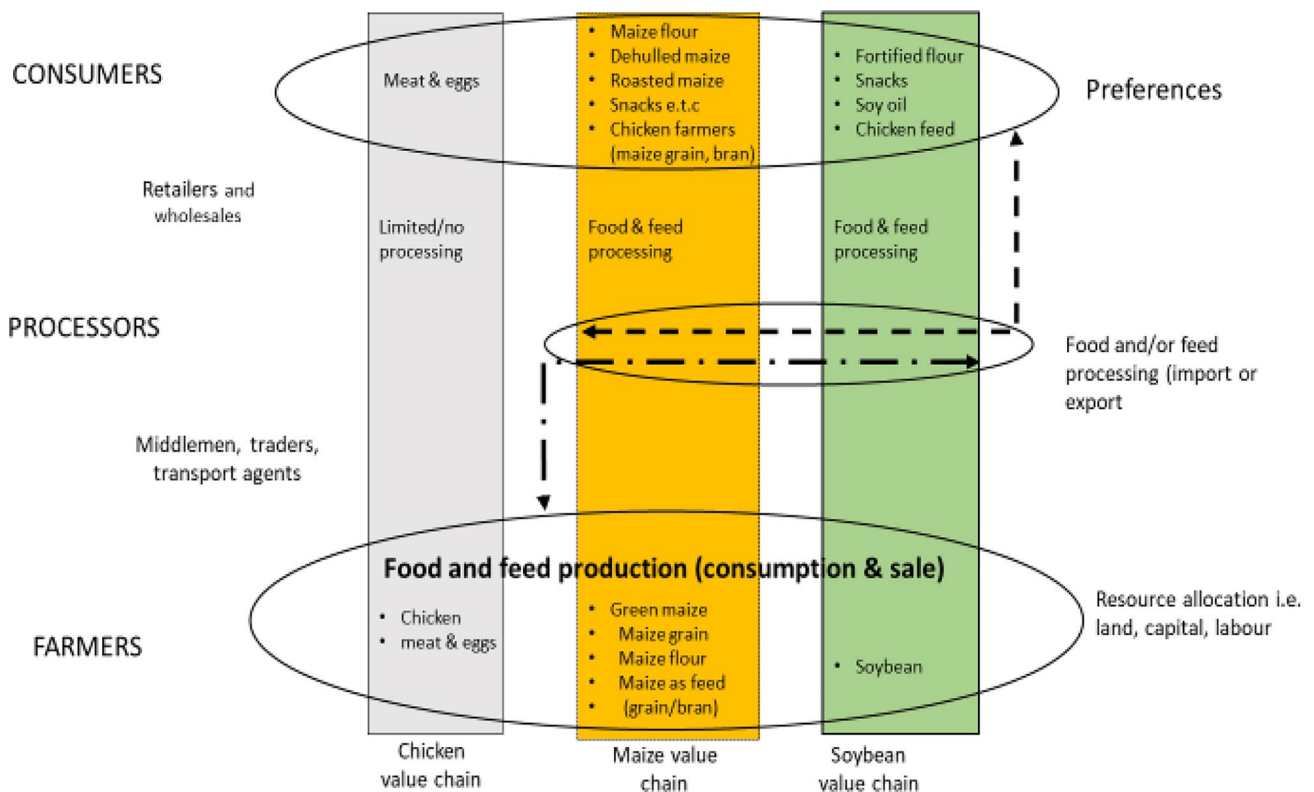 CONSUMERS
Meat & eggs
• Maize flour
• Dehulled maize
• Roasted maize
• Snacks e.t.c
• Chicken farmers
(maize grain, bran)
• Fortified flour
• Snacks
• Soy oil
• Chicken feed
Preferences
Retailers and
wholesales
Limited/no
processing
Food & feed
processing
Food & feed
processing
PROCESSORS
Food and/or feed
processing (import or
export
Middlemen, traders,
transport agents
Food and feed production (consumption & sale)
FARMERS
• Chicken
• meat & eggs
• Green maize
• Maize grain
• Maize flour
• Maize as feed
• (grain/bran)
• Soybean
Resource allocation i.e.
land, capital, labour
Chicken
value chain
Maize value
chain
Soybean
value chain